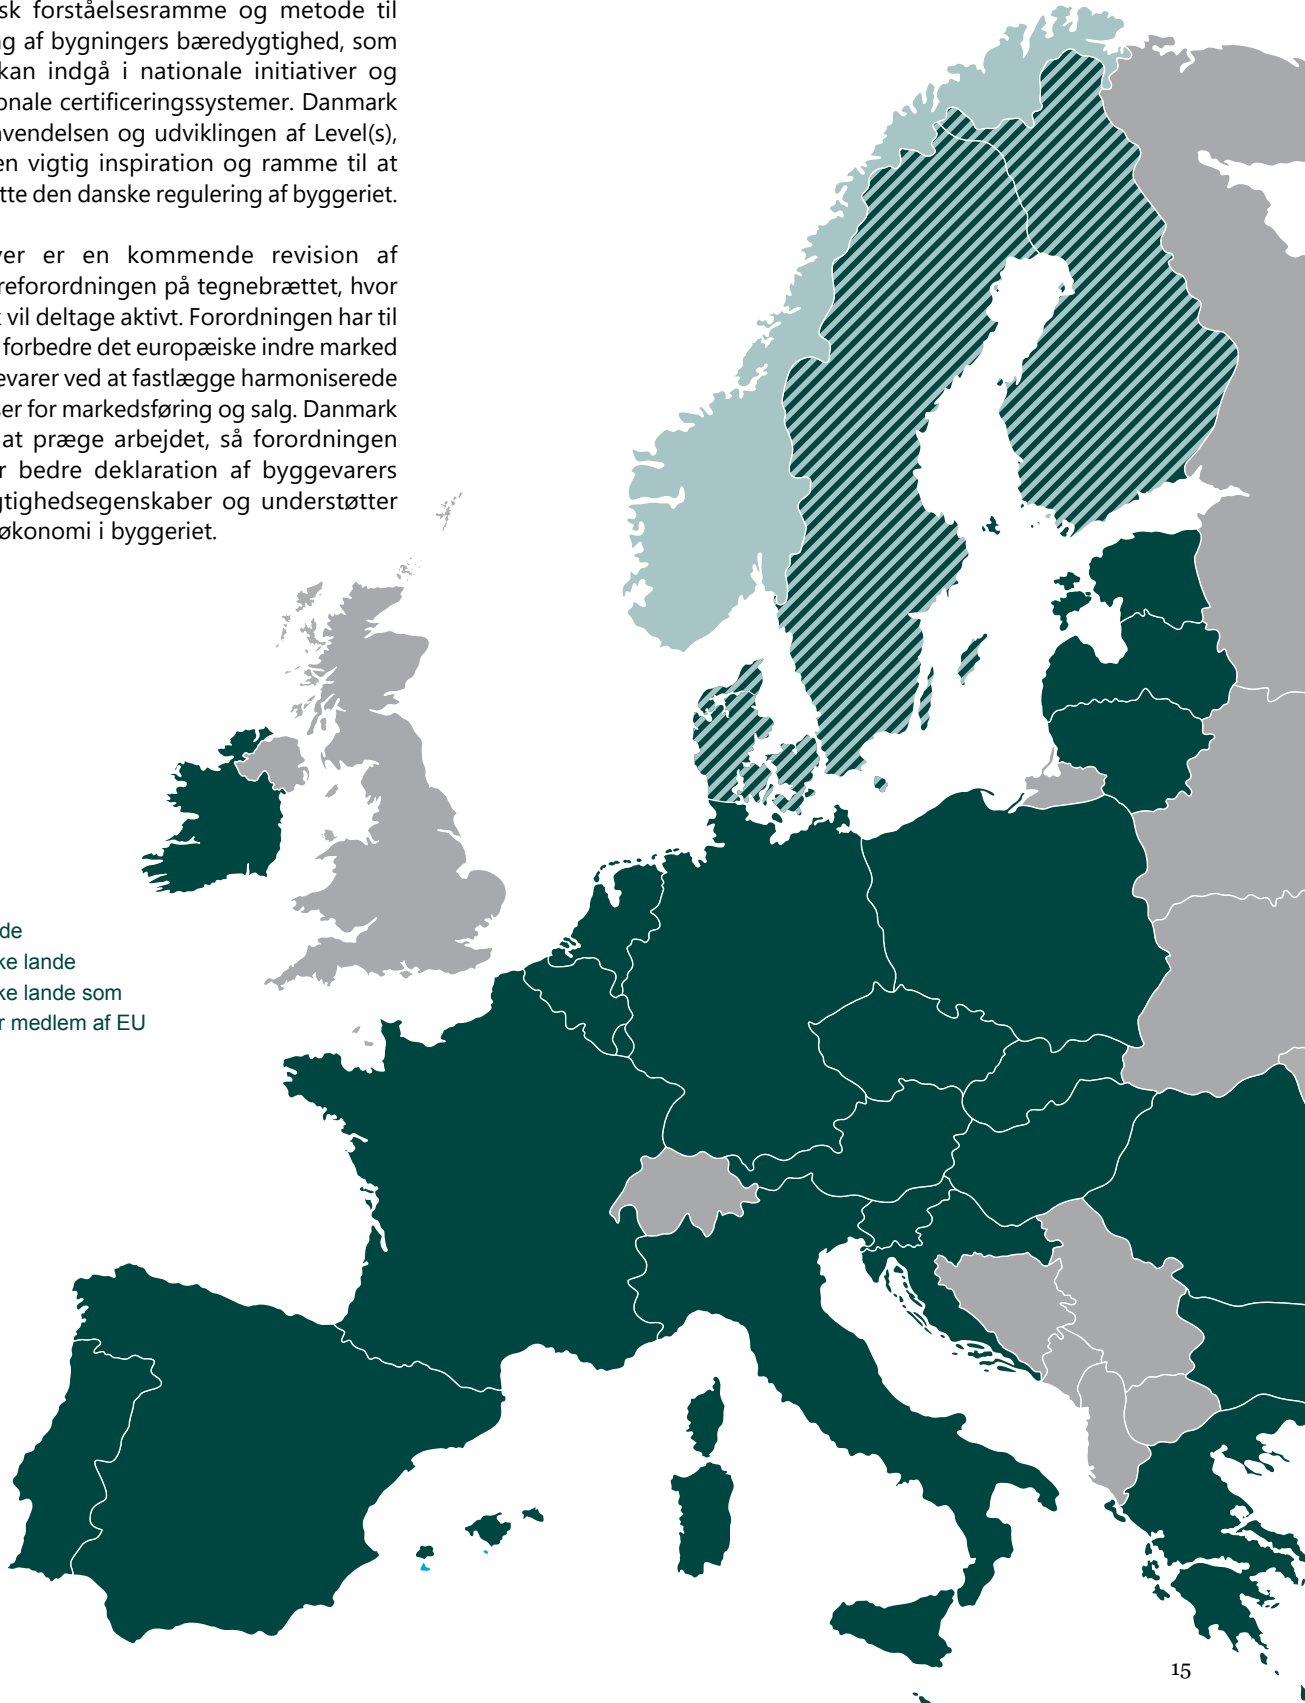 sk forståelsesramme og metode til
g af bygningers bæredygtighed, som
kan indgå i nationale initiativer og
onale certificeringssystemer. Danmark
nvendelsen og udviklingen af Level(s),
en vigtig inspiration og ramme til at
tte den danske regulering af byggeriet.
ver er en kommende revision af
reforordningen på tegnebrættet, hvor
k vil deltage aktivt. Forordningen har til
forbedre det europæiske indre marked
evarer ved at fastlægge harmoniserede
ser for markedsføring og salg. Danmark
at præge arbejdet, så forordningen
r bedre deklaration af byggevarers
gtighedsegenskaber og understøtter
økonomi i byggeriet.
de
ke lande
ke lande som
r medlem af EU
15